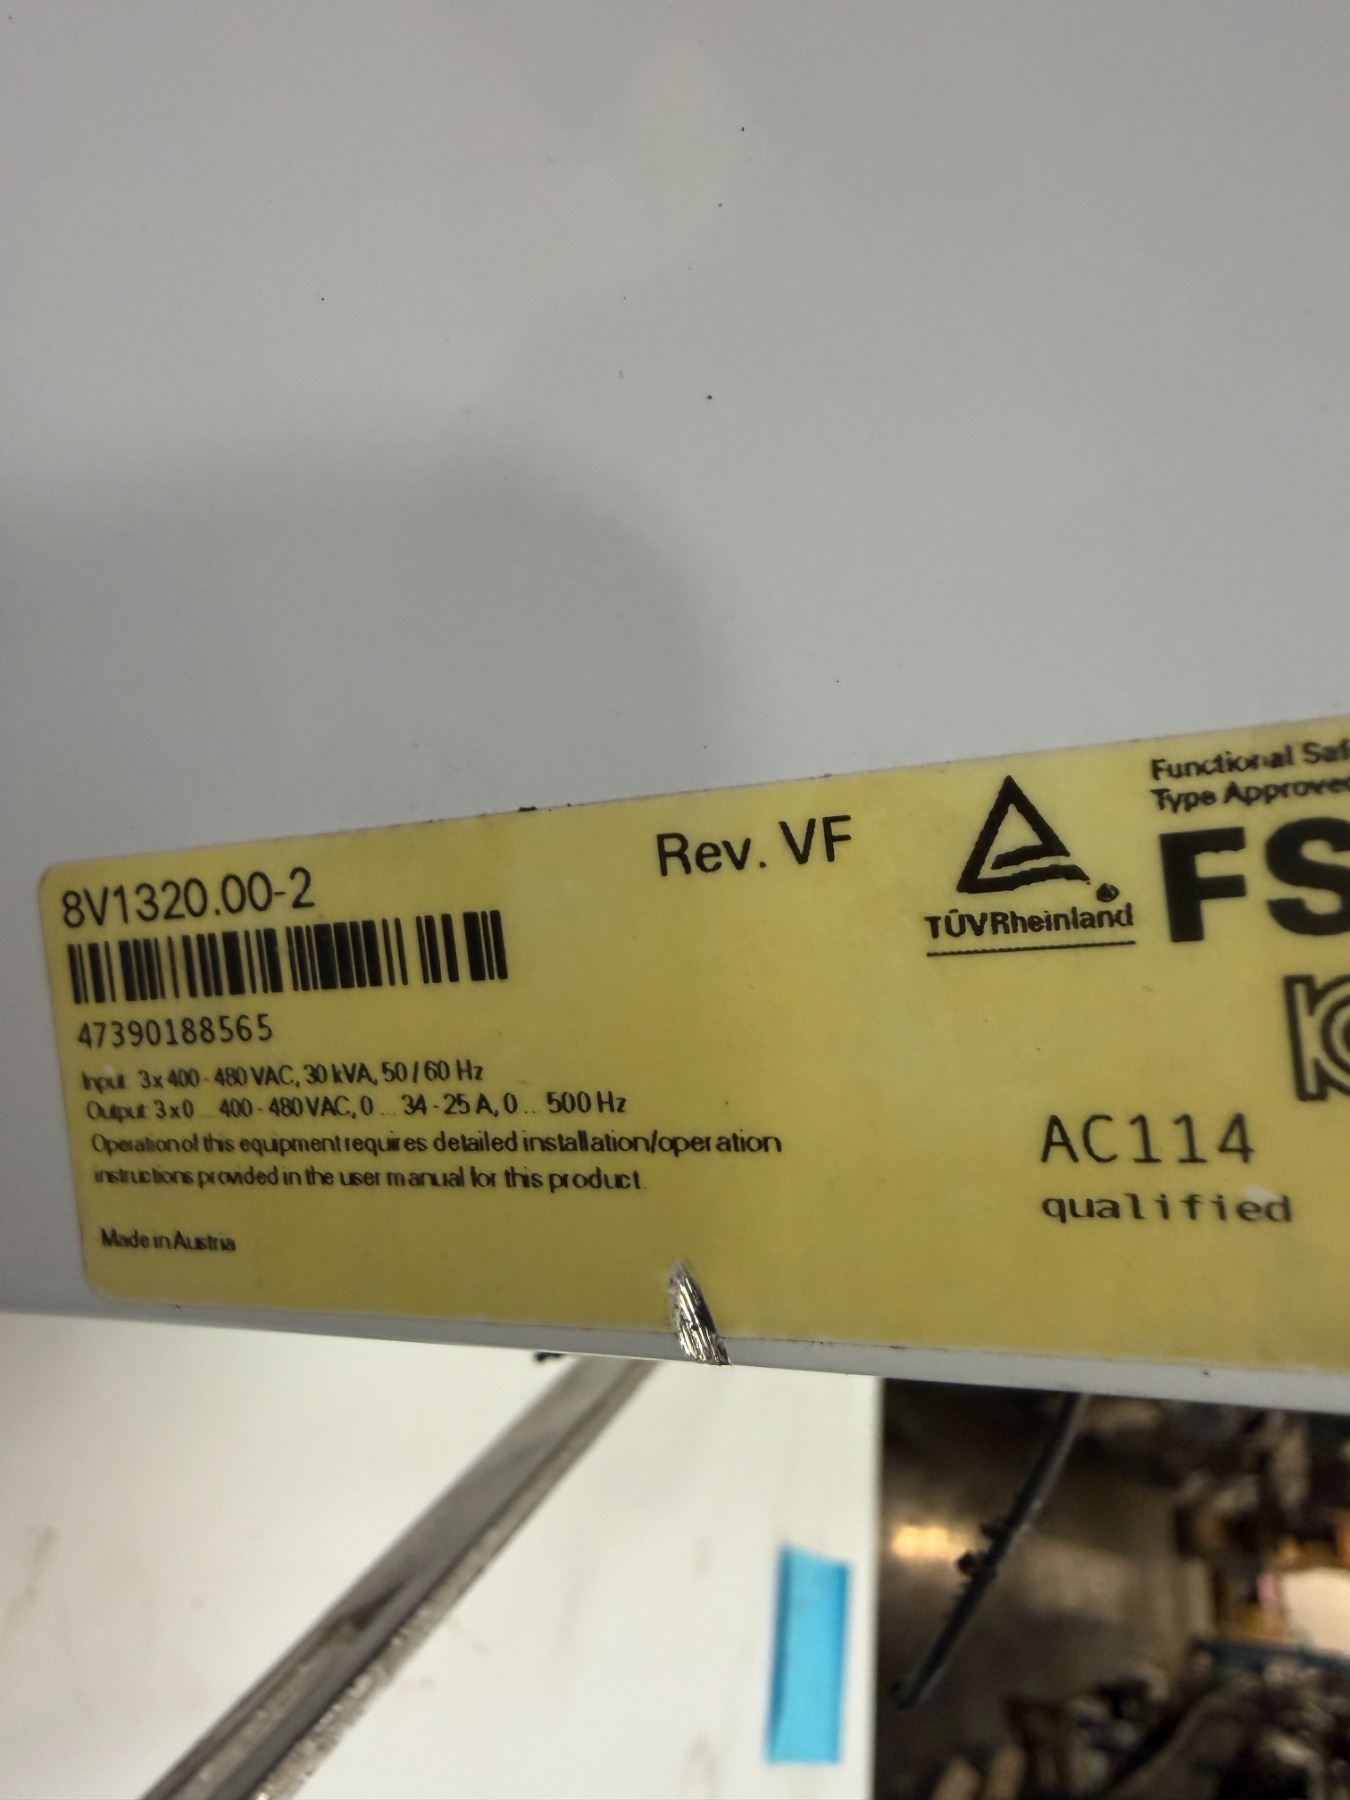 8V1320.00-2
Rev. VF
47390188565
Input: 3 x 400 - 480 VAC, 30 kVA, 50 / 60 Hz
Output: 3 x 0 ... 400 - 480 VAC, 0 ... 34 - 25 A, 0 ... 500 Hz
Operation of this equipment requires detailed installation/operation
instructions provided in the user manual for this product.
Made in Austria
TÜVRheinland
Functional Saf
Type Approved
FS
AC114
qualified